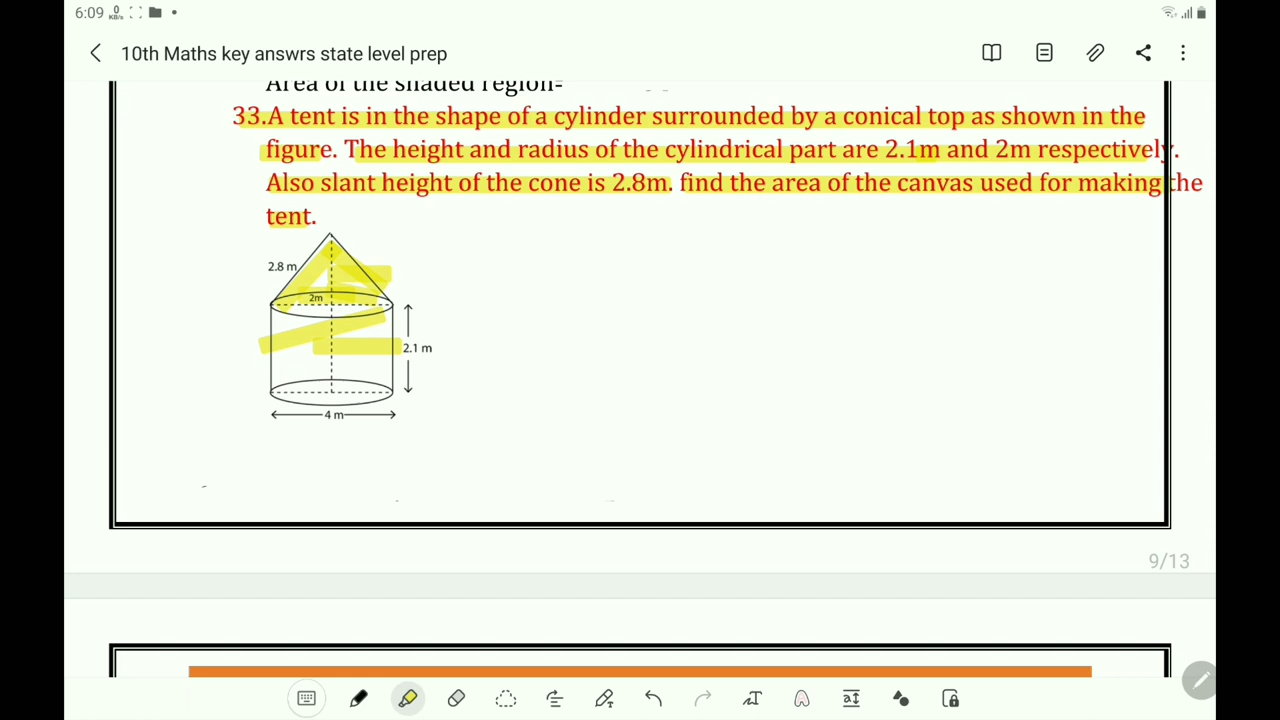 6:09 0 KB/s
10th Maths key answrs state level prep
Area of the shaded region-
33.A tent is in the shape of a cylinder surrounded by a conical top as shown in the
figure. The height and radius of the cylindrical part are 2.1m and 2m respectively.
Also slant height of the cone is 2.8m. find the area of the canvas used for making the
tent.
2.8 m
2m
2.1 m
4 m
9/13